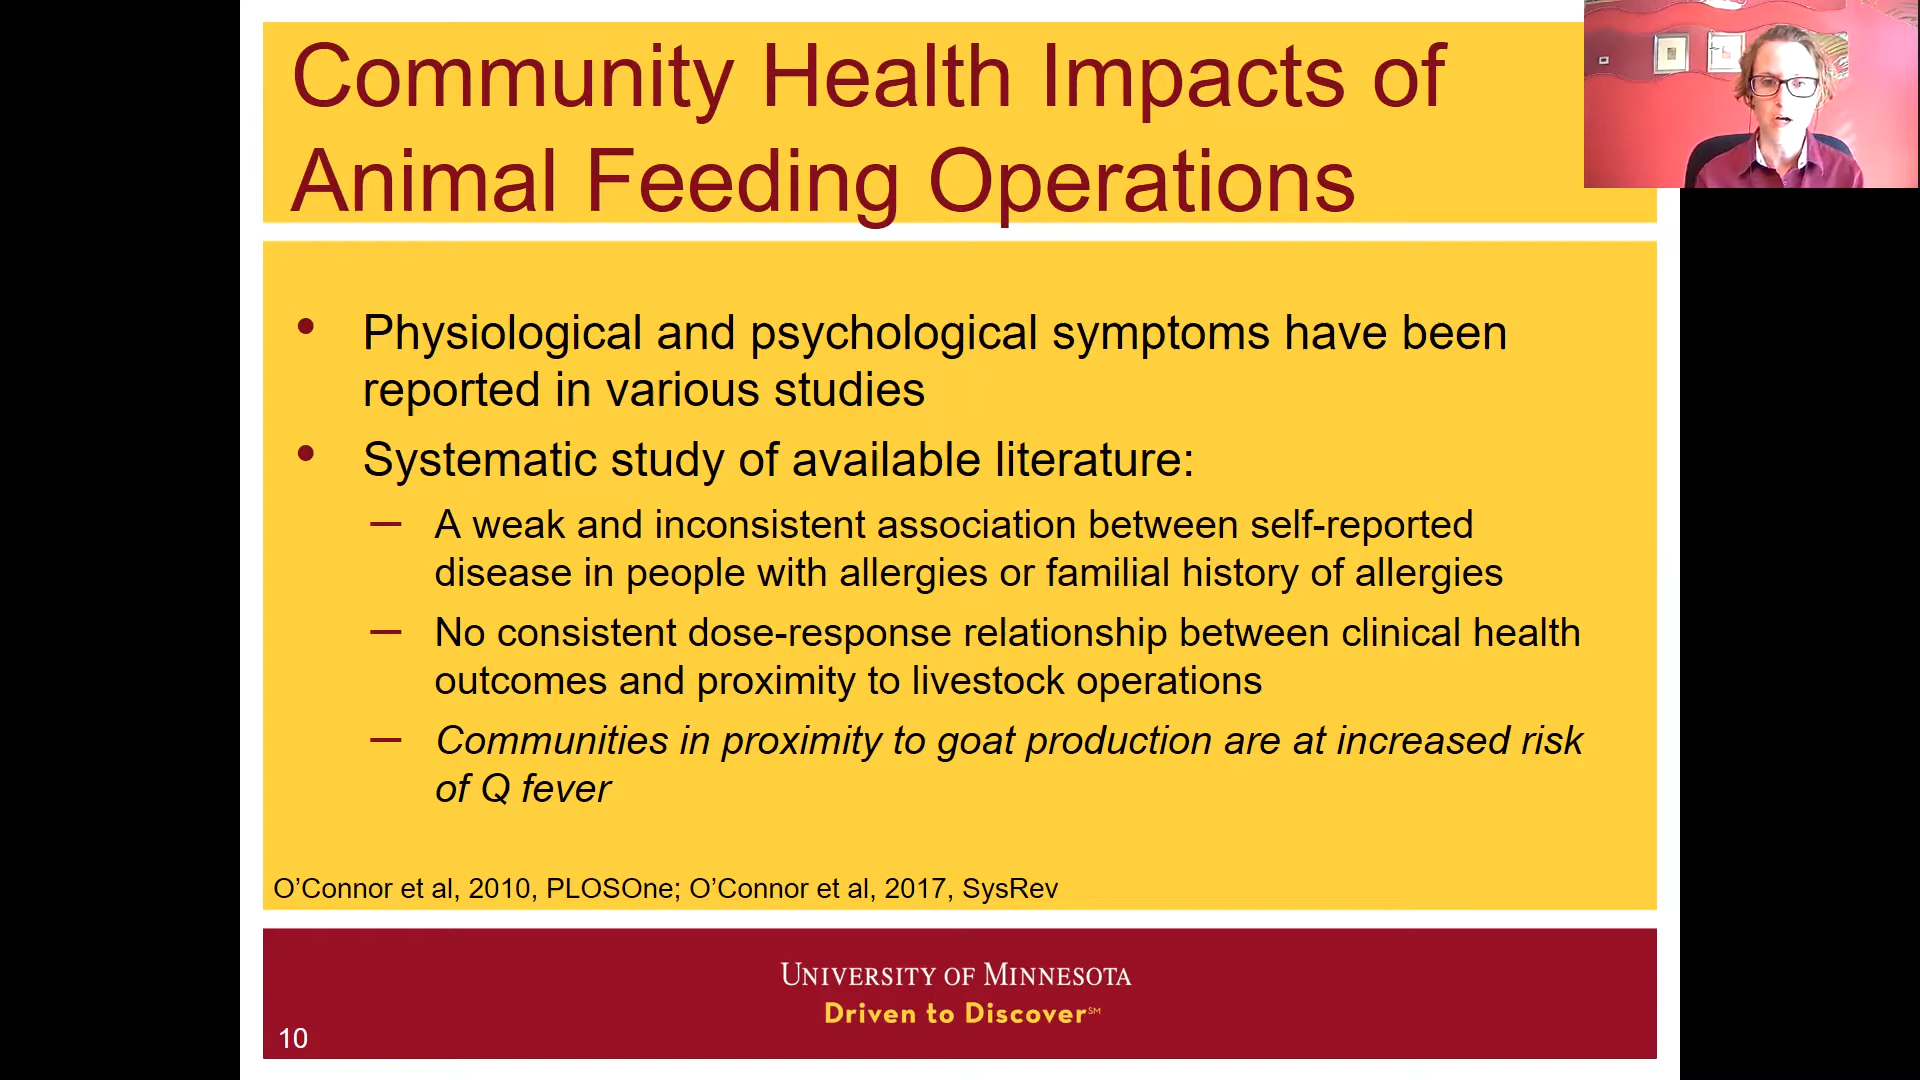 Community Health Impacts of
Animal Feeding Operations
• Physiological and psychological symptoms have been
reported in various studies
• Systematic study of available literature:
– A weak and inconsistent association between self-reported
disease in people with allergies or familial history of allergies
– No consistent dose-response relationship between clinical health
outcomes and proximity to livestock operations
– Communities in proximity to goat production are at increased risk
of Q fever
O’Connor et al, 2010, PLOSOne; O’Connor et al, 2017, SysRev
UNIVERSITY OF MINNESOTA
Driven to Discover℠
10